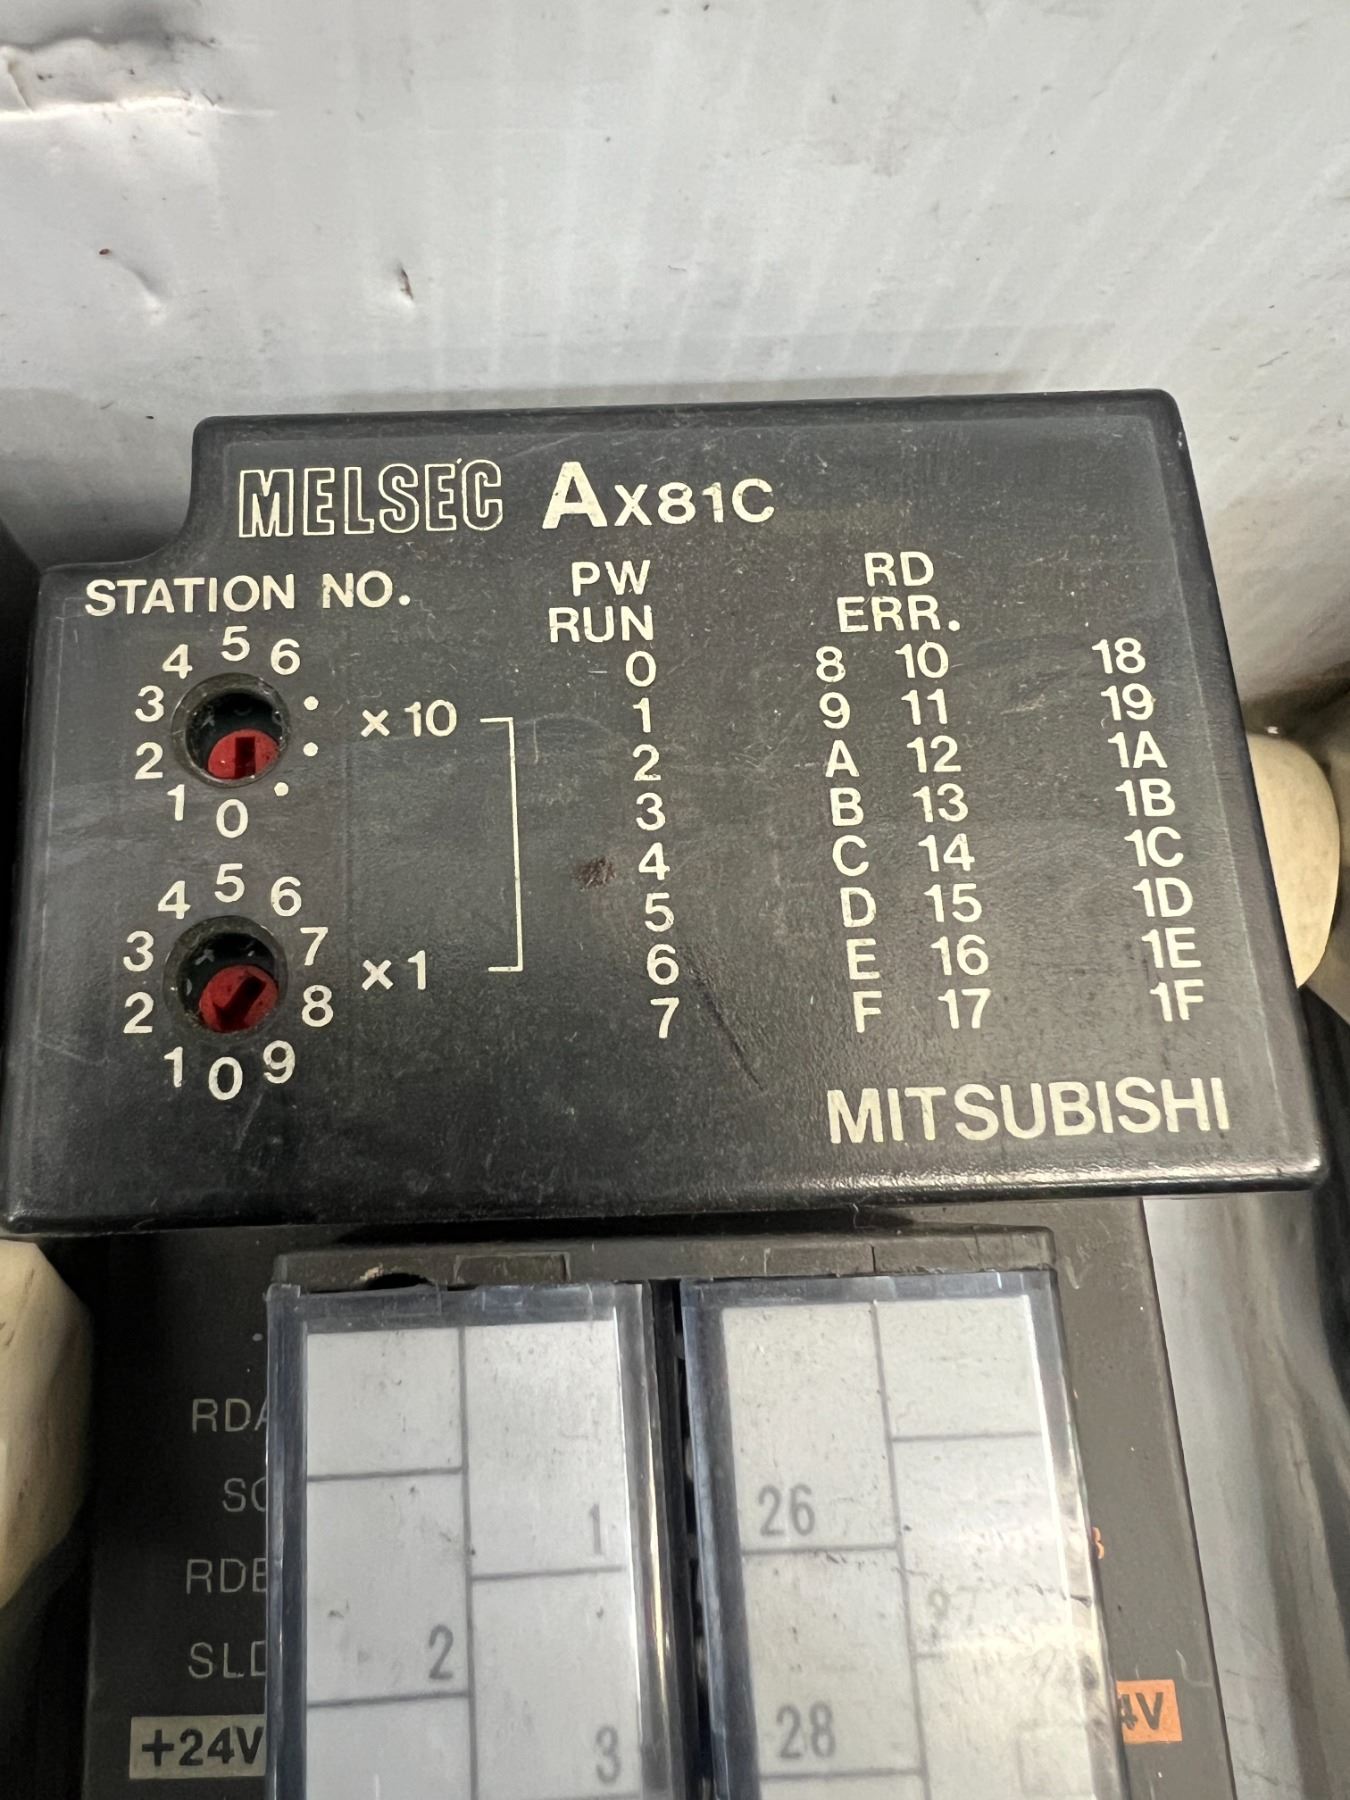 MELSEC AX81C
STATION NO.
PW
RUN
RD
ERR.
4 5 6
3
2
1 0
×10
4 5 6
3 7
2 8
1 0 9
×1
0 8 10 18
1 9 11 19
2 A 12 1A
3 B 13 1B
4 C 14 1C
5 D 15 1D
6 E 16 1E
7 F 17 1F
MITSUBISHI
RDA
RDB
SLD
+24V
1
2
3
26
27
28
4V